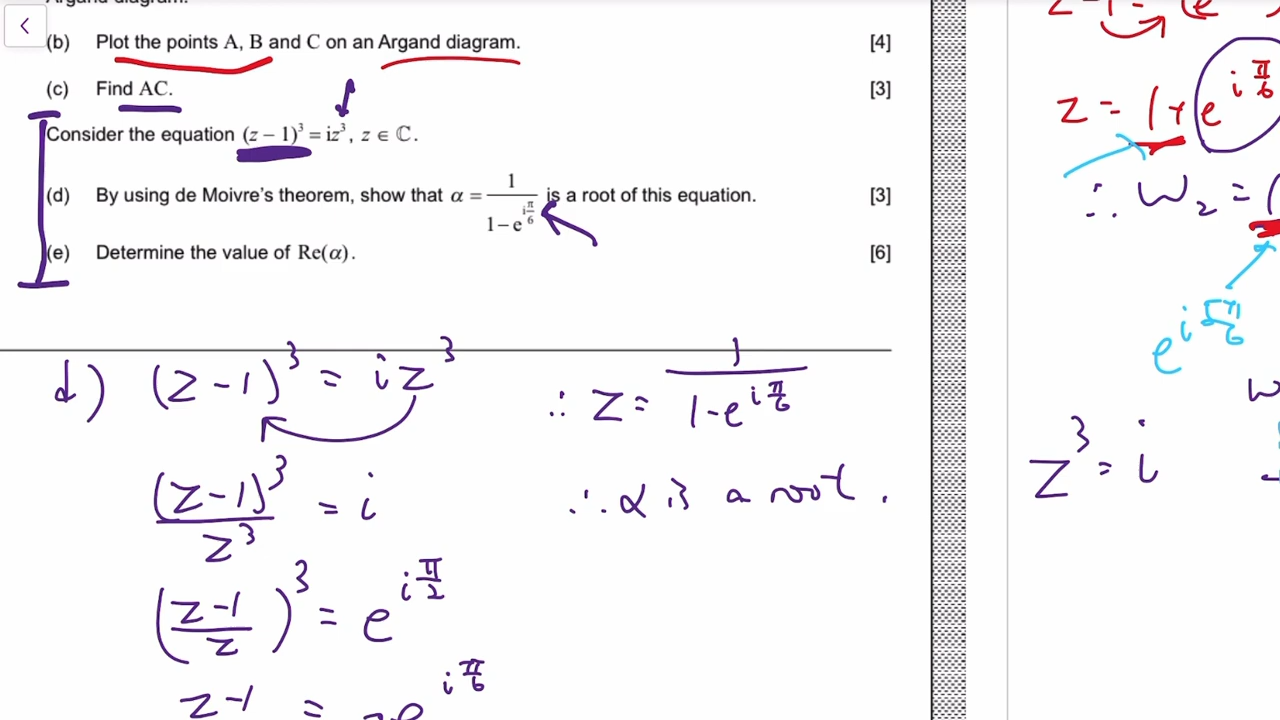 (b) Plot the points A, B and C on an Argand diagram. [4]
(c) Find AC. [3]
Consider the equation (z − 1)³ = iz³, z ∈ ℂ.
(d) By using de Moivre's theorem, show that α = 1/(1 − e^(iπ/6)) is a root of this equation. [3]
(e) Determine the value of Re(α). [6]
d) (z − 1)³ = iz³
(z − 1)³/z³ = i
((z − 1)/z)³ = e^(iπ/2)
z − 1 = ze^(iπ/6)
∴ z = 1/(1 − e^(iπ/6))
∴ α is a root.
z = 1 + e^(iπ/6)
∴ W₂ =
e^(i5π/6)
z³ = i